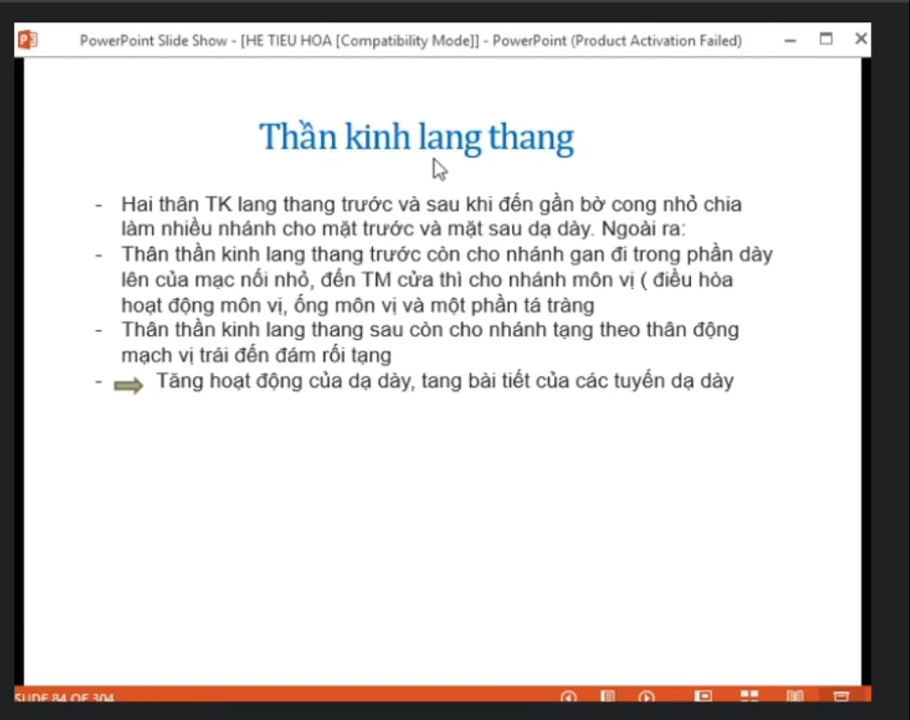 PowerPoint Slide Show - [HE TIEU HOA [Compatibility Mode]] - PowerPoint (Product Activation Failed)
Thần kinh lang thang
- Hai thân TK lang thang trước và sau khi đến gần bờ cong nhỏ chia
làm nhiều nhánh cho mặt trước và mặt sau dạ dày. Ngoài ra:
- Thân thần kinh lang thang trước còn cho nhánh gan đi trong phần dày
lên của mạc nối nhỏ, đến TM cửa thì cho nhánh môn vị ( điều hòa
hoạt động môn vị, ống môn vị và một phần tá tràng
- Thân thần kinh lang thang sau còn cho nhánh tạng theo thân động
mạch vị trái đến đám rối tạng
- Tăng hoạt động của dạ dày, tang bài tiết của các tuyến dạ dày
SLIDE 84 OF 304